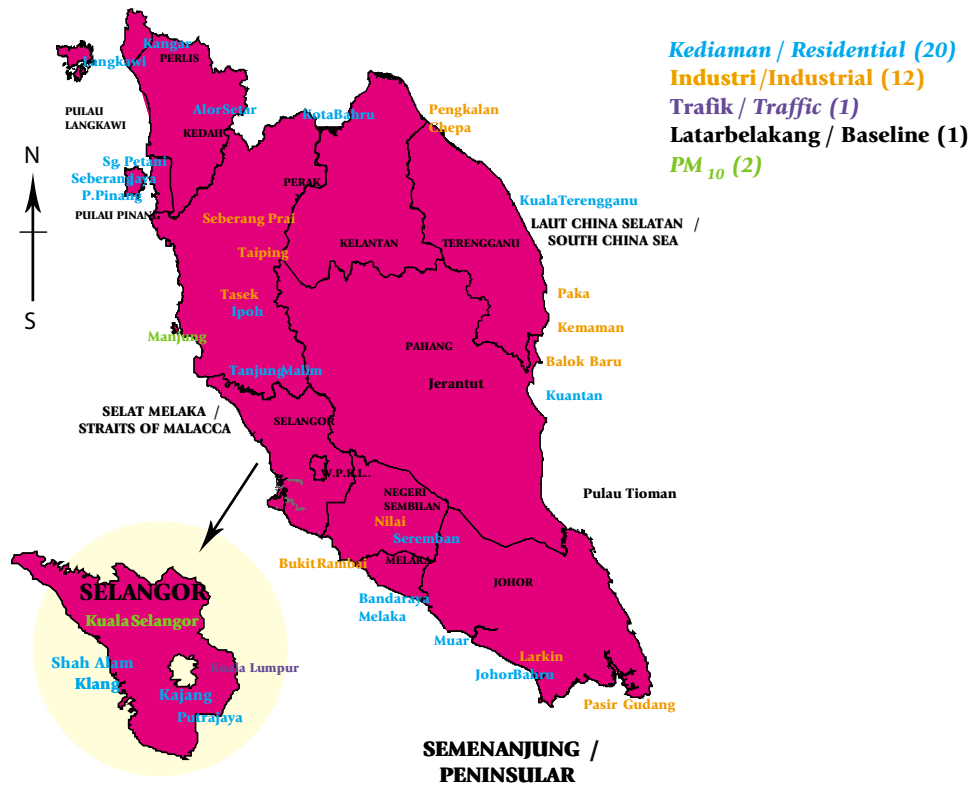 Kediaman / Residential (20)
Industri / Industrial (12)
Trafik / Traffic (1)
Latarbelakang / Baseline (1)
PM 10 (2)
Kangar
PERLIS
Langkawi
PULAU
LANGKAWI
AlorSetar
KotaBahru
Pengkalan
Chepa
KEDAH
N
Sg. Petani
SeberangJaya
P.Pinang
PULAU PINANG
PERAK
KualaTerengganu
Seberang Prai
LAUT CHINA SELATAN /
SOUTH CHINA SEA
KELANTAN
TERENGGANU
Taiping
S
Tasek
Ipoh
Paka
Kemaman
Manjung
PAHANG
Balok Baru
TanjungMalim
Jerantut
Kuantan
SELAT MELAKA /
STRAITS OF MALACCA
SELANGOR
W.P.K.L..
NEGERI
SEMBILAN
Pulau Tioman
Nilai
Seremban
BukitRambai
MELAKA
JOHOR
Bandaraya
Melaka
Muar
Larkin
JohorBahru
Pasir Gudang
SELANGOR
KualaSelangor
Shah Alam
Klang
Kuala Lumpur
Kajang
Putrajaya
SEMENANJUNG /
PENINSULAR